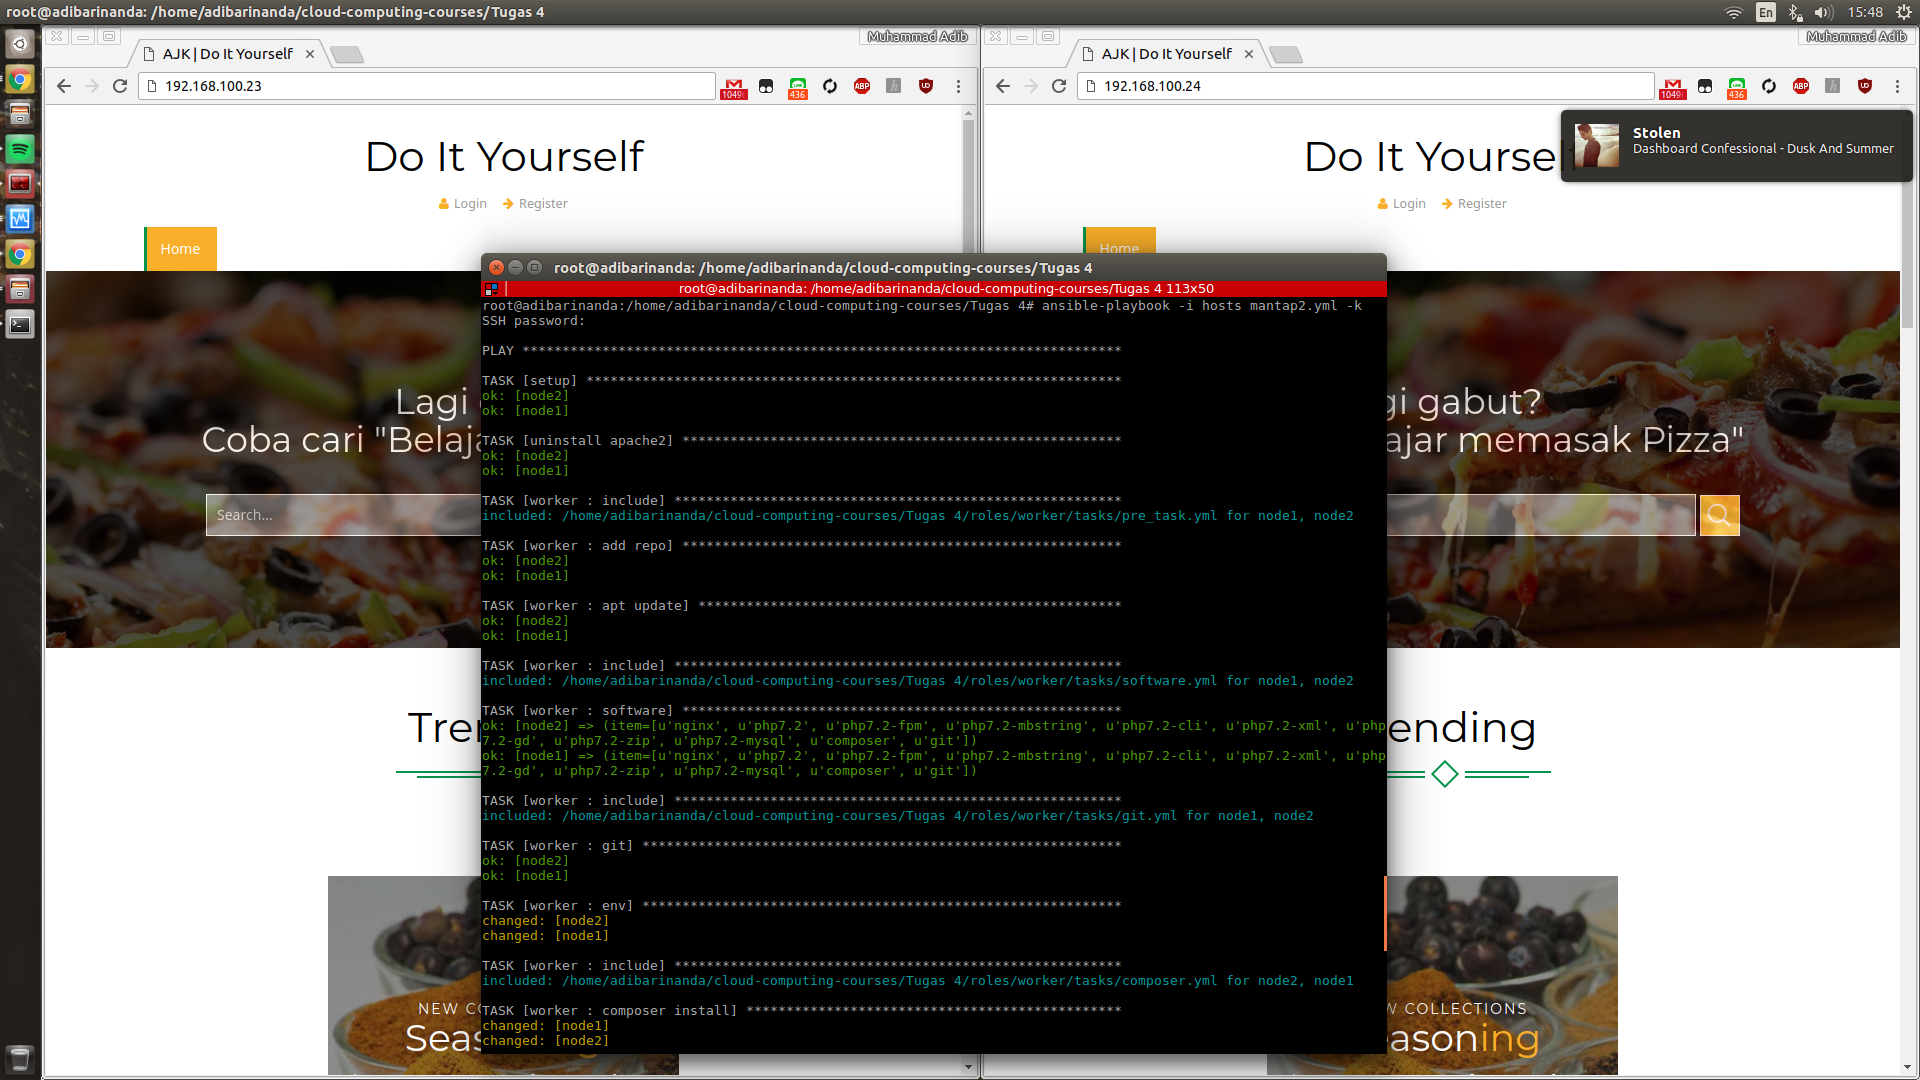 root@adibarinanda: /home/adibarinanda/cloud-computing-courses/Tugas 4
En
15:48
Muhammad Adib
AJK | Do It Yourself
192.168.100.23
1049
436
ABP
Do It Yourself
Login
Register
Home
Lagi
Coba cari "Belaja
Search...
Tre
NEW CO
Seas
Muhammad Adib
AJK | Do It Yourself
192.168.100.24
1049
436
ABP
Stolen
Dashboard Confessional - Dusk And Summer
Do It Yourse
Login
Register
Home
gi gabut?
ajar memasak Pizza"
ending
W COLLECTIONS
easoning
root@adibarinanda: /home/adibarinanda/cloud-computing-courses/Tugas 4
root@adibarinanda: /home/adibarinanda/cloud-computing-courses/Tugas 4 113x50
root@adibarinanda:/home/adibarinanda/cloud-computing-courses/Tugas 4# ansible-playbook -i hosts mantap2.yml -k
SSH password:
PLAY ***************************************************************************
TASK [setup] *******************************************************************
ok: [node2]
ok: [node1]
TASK [uninstall apache2] *******************************************************
ok: [node2]
ok: [node1]
TASK [worker : include] ********************************************************
included: /home/adibarinanda/cloud-computing-courses/Tugas 4/roles/worker/tasks/pre_task.yml for node1, node2
TASK [worker : add repo] *******************************************************
ok: [node2]
ok: [node1]
TASK [worker : apt update] *****************************************************
ok: [node2]
ok: [node1]
TASK [worker : include] ********************************************************
included: /home/adibarinanda/cloud-computing-courses/Tugas 4/roles/worker/tasks/software.yml for node1, node2
TASK [worker : software] *******************************************************
ok: [node2] => (item=[u'nginx', u'php7.2', u'php7.2-fpm', u'php7.2-mbstring', u'php7.2-cli', u'php7.2-xml', u'php
7.2-gd', u'php7.2-zip', u'php7.2-mysql', u'composer', u'git'])
ok: [node1] => (item=[u'nginx', u'php7.2', u'php7.2-fpm', u'php7.2-mbstring', u'php7.2-cli', u'php7.2-xml', u'php
7.2-gd', u'php7.2-zip', u'php7.2-mysql', u'composer', u'git'])
TASK [worker : include] ********************************************************
included: /home/adibarinanda/cloud-computing-courses/Tugas 4/roles/worker/tasks/git.yml for node1, node2
TASK [worker : git] ************************************************************
ok: [node2]
ok: [node1]
TASK [worker : env] ************************************************************
changed: [node2]
changed: [node1]
TASK [worker : include] ********************************************************
included: /home/adibarinanda/cloud-computing-courses/Tugas 4/roles/worker/tasks/composer.yml for node2, node1
TASK [worker : composer install] ***********************************************
changed: [node1]
changed: [node2]